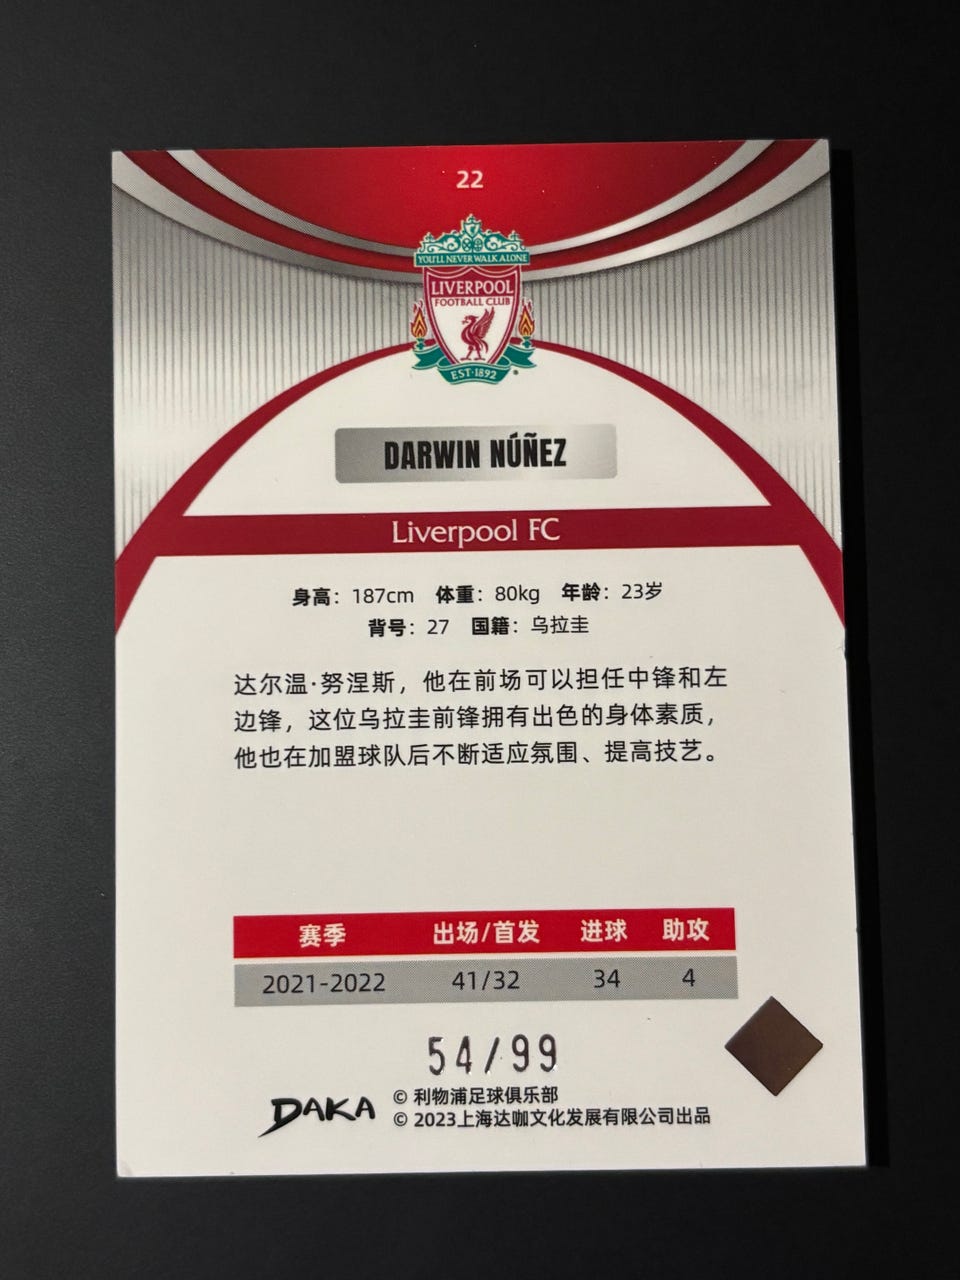 22
YOU'LL NEVER WALK ALONE
LIVERPOOL
FOOTBALL CLUB
EST·1892
DARWIN NÚÑEZ
Liverpool FC
身高：187cm 体重：80kg 年龄：23岁
背号：27 国籍：乌拉圭
达尔温·努涅斯，他在前场可以担任中锋和左
边锋，这位乌拉圭前锋拥有出色的身体素质，
他也在加盟球队后不断适应氛围、提高技艺。
赛季 出场/首发 进球 助攻
2021-2022 41/32 34 4
54/99
DAKA
© 利物浦足球俱乐部
© 2023上海达咖文化发展有限公司出品